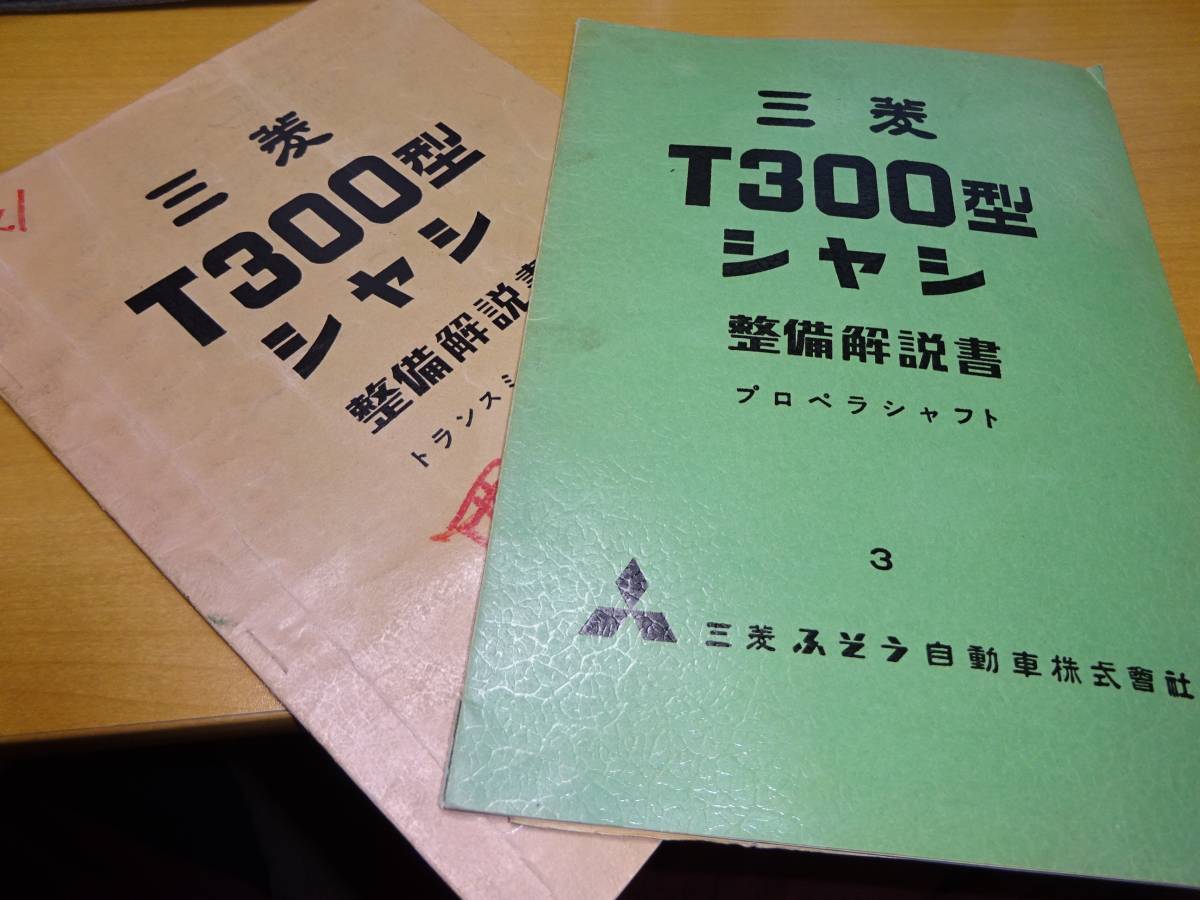 三菱
T300型
シヤシ
整備解説書
トランスミ
三菱
T300型
シヤシ
整備解説書
プロペラシャフト
3
三菱ふそう自動車株式會社